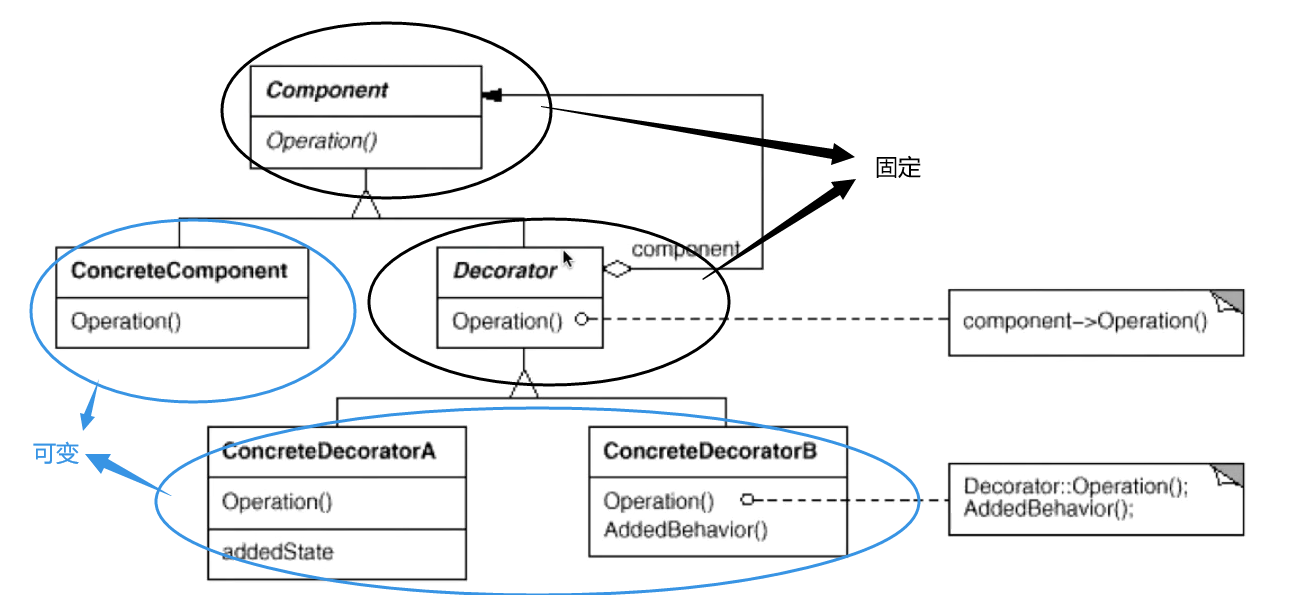 Component
Operation()
固定
component
ConcreteComponent
Operation()
Decorator
Operation()
component->Operation()
可变
ConcreteDecoratorA
Operation()
addedState
ConcreteDecoratorB
Operation()
AddedBehavior()
Decorator::Operation();
AddedBehavior();